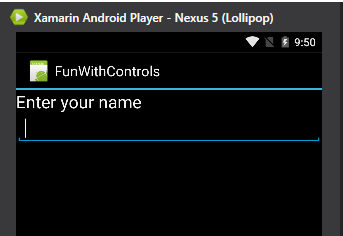 Xamarin Android Player - Nexus 5 (Lollipop)
9:50
FunWithControls
Enter your name